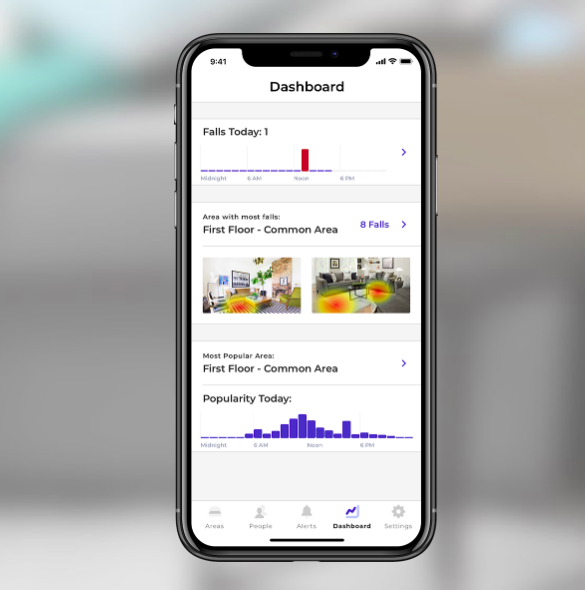 9:41
Dashboard
Falls Today: 1
Midnight 6 AM Noon 6 PM
Area with most falls:
First Floor - Common Area 8 Falls
Most Popular Area:
First Floor - Common Area
Popularity Today:
Midnight 6 AM Noon 6 PM
Areas People Alerts Dashboard Settings